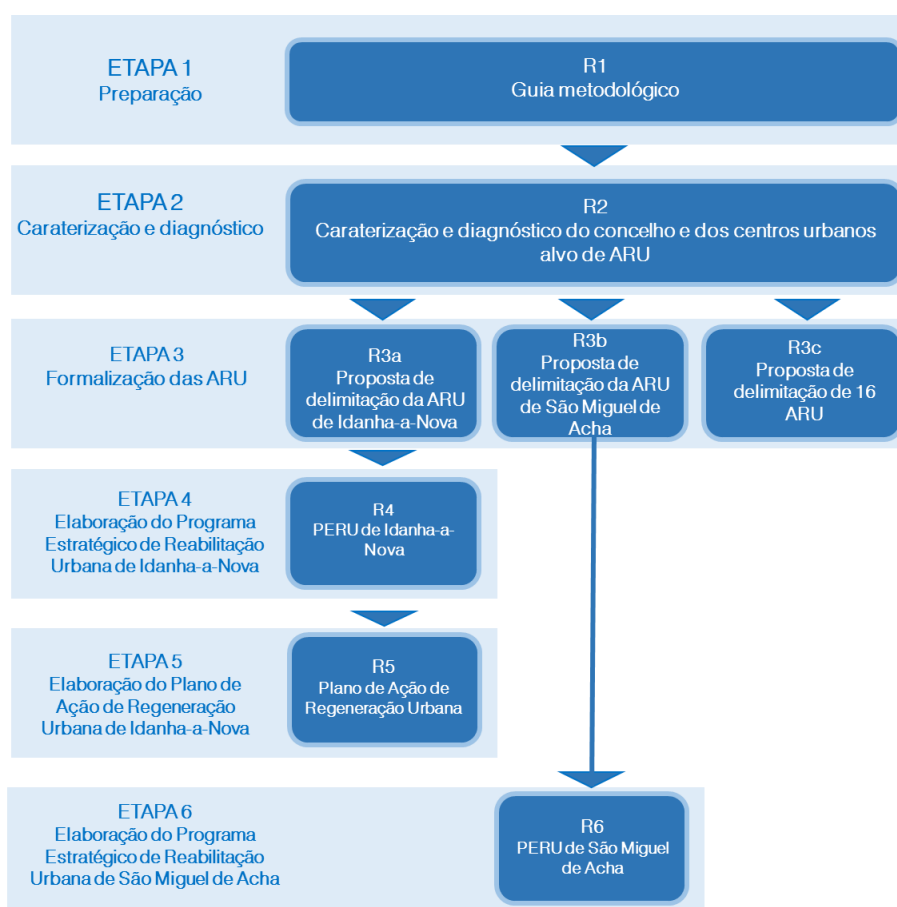 ETAPA 1
Preparação
R1
Guia metodológico
ETAPA 2
Caraterização e diagnóstico
R2
Caraterização e diagnóstico do concelho e dos centros urbanos
alvo de ARU
ETAPA 3
Formalização das ARU
R3a
Proposta de
delimitação da ARU
de Idanha-a-Nova
R3b
Proposta de
delimitação da ARU
de São Miguel de
Acha
R3c
Proposta de
delimitação de 16
ARU
ETAPA 4
Elaboração do Programa
Estratégico de Reabilitação
Urbana de Idanha-a-Nova
R4
PERU de Idanha-a-
Nova
ETAPA 5
Elaboração do Plano de
Ação de Regeneração
Urbana de Idanha-a-Nova
R5
Plano de Ação de
Regeneração Urbana
ETAPA 6
Elaboração do Programa
Estratégico de Reabilitação
Urbana de São Miguel de Acha
R6
PERU de São Miguel
de Acha